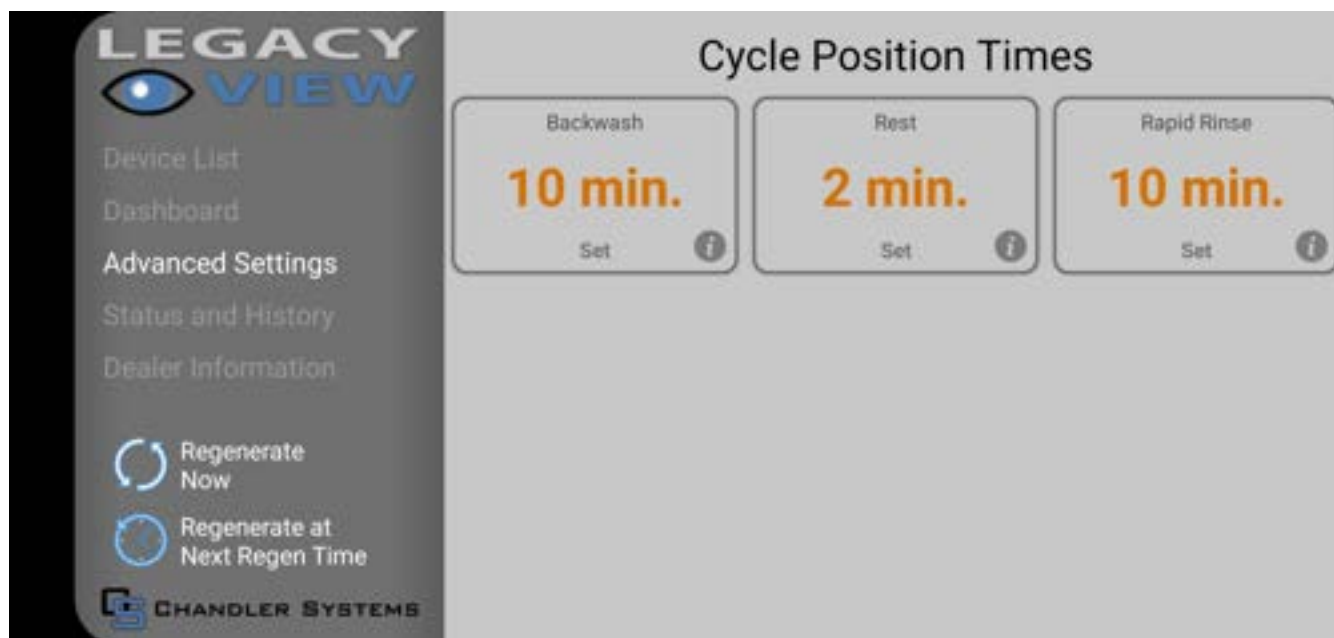 LEGACY
VIEW
Device List
Dashboard
Advanced Settings
Status and History
Dealer Information
Regenerate
Now
Regenerate at
Next Regen Time
CS CHANDLER SYSTEMS
Cycle Position Times
Backwash
10 min.
Set
i
Rest
2 min.
Set
i
Rapid Rinse
10 min.
Set
i